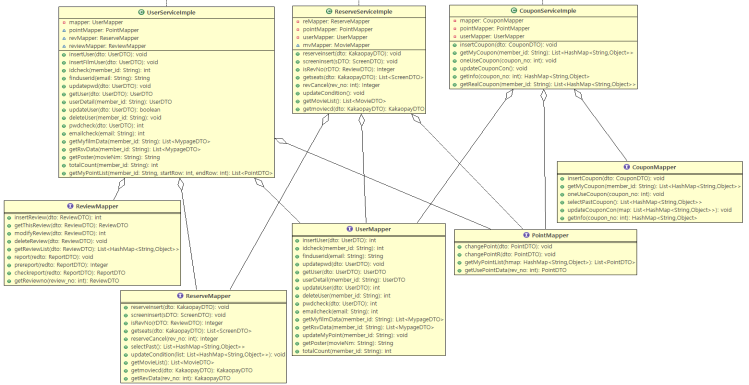 UserServiceImple
mapper: UserMapper
pointMapper: PointMapper
revMapper: ReserveMapper
reviewMapper: ReviewMapper
insertUser(dto: UserDTO): void
insertFilmUser(dto: UserDTO): void
idcheck(member_id: String): int
finduserid(email: String): String
updatepwd(dto: UserDTO): void
getUser(dto: UserDTO): UserDTO
userDetail(member_id: String): UserDTO
updateUser(dto: UserDTO): boolean
deleteUser(member_id: String): void
pwdcheck(dto: UserDTO): int
emailcheck(email: String): int
getMyfilmData(member_id: String): List<MypageDTO>
getRsvData(member_id: String): List<MypageDTO>
getPoster(movieNm: String): String
totalCount(member_id: String): int
getMyPointList(member_id: String, startRow: int, endRow: int): List<PointDTO>
ReserveServiceImple
reMapper: ReserveMapper
pointMapper: PointMapper
userMapper: UserMapper
mvMapper: MovieMapper
reserveinsert(dto: KakaopayDTO): void
screeninsert(sDTO: ScreenDTO): void
isRevNo(rDTO: ReviewDTO): Integer
getseats(dto: KakaopayDTO): List<ScreenDTO>
revCancel(rev_no: int): Integer
updateCondition(): void
getMovieList(): List<MovieDTO>
getmoviecd(dto: KakaopayDTO): KakaopayDTO
CouponServiceImple
mapper: CouponMapper
pointMapper: PointMapper
userMapper: UserMapper
insertCoupon(dto: CouponDTO): void
getMyCoupon(member_id: String): List<HashMap<String,Object>>
oneUseCoupon(coupon_no: int): void
updateCouponCon(): void
getInfo(coupon_no: int): HashMap<String,Object>
getRealCoupon(member_id: String): List<HashMap<String,Object>>
CouponMapper
insertCoupon(dto: CouponDTO): void
getMyCoupon(member_id: String): List<HashMap<String,Object>>
oneUseCoupon(coupon_no: int): void
selectPastCoupon(): List<HashMap<String,Object>>
updateCouponCon(map: List<HashMap<String,Object>>): void
getInfo(coupon_no: int): HashMap<String,Object>
ReviewMapper
insertReview(dto: ReviewDTO): int
getThisReview(dto: ReviewDTO): ReviewDTO
modifyReview(dto: ReviewDTO): int
deleteReview(dto: ReviewDTO): void
getReviewList(dto: ReviewDTO): List<HashMap<String,Object>>
report(redto: ReportDTO): void
prereport(redto: ReportDTO): Integer
checkreport(redto: ReportDTO): ReportDTO
getReviewno(review_no: int): ReviewDTO
UserMapper
insertUser(dto: UserDTO): int
idcheck(member_id: String): int
finduserid(email: String): String
updatepwd(dto: UserDTO): void
getUser(dto: UserDTO): UserDTO
userDetail(member_id: String): UserDTO
updateUser(dto: UserDTO): int
deleteUser(member_id: String): int
pwdcheck(dto: UserDTO): int
emailcheck(email: String): int
getMyfilmData(member_id: String): List<MypageDTO>
getRsvData(member_id: String): List<MypageDTO>
updateMyPoint(member_id: String): void
getPoster(movieNm: String): String
totalCount(member_id: String): int
PointMapper
changePoint(dto: PointDTO): void
changePointR(dto: PointDTO): void
getMyPointList(hmap: HashMap<String,Object>): List<PointDTO>
getUsePointData(rev_no: int): PointDTO
ReserveMapper
reserveinsert(dto: KakaopayDTO): void
screeninsert(sDTO: ScreenDTO): void
isRevNo(rDTO: ReviewDTO): Integer
getseats(dto: KakaopayDTO): List<ScreenDTO>
reserveCancel(rev_no: int): Integer
selectPast(): List<HashMap<String,Object>>
updateCondition(list: List<HashMap<String,Object>>): void
getMovieList(): List<MovieDTO>
getmoviecd(dto: KakaopayDTO): KakaopayDTO
getRevData(rev_no: int): KakaopayDTO